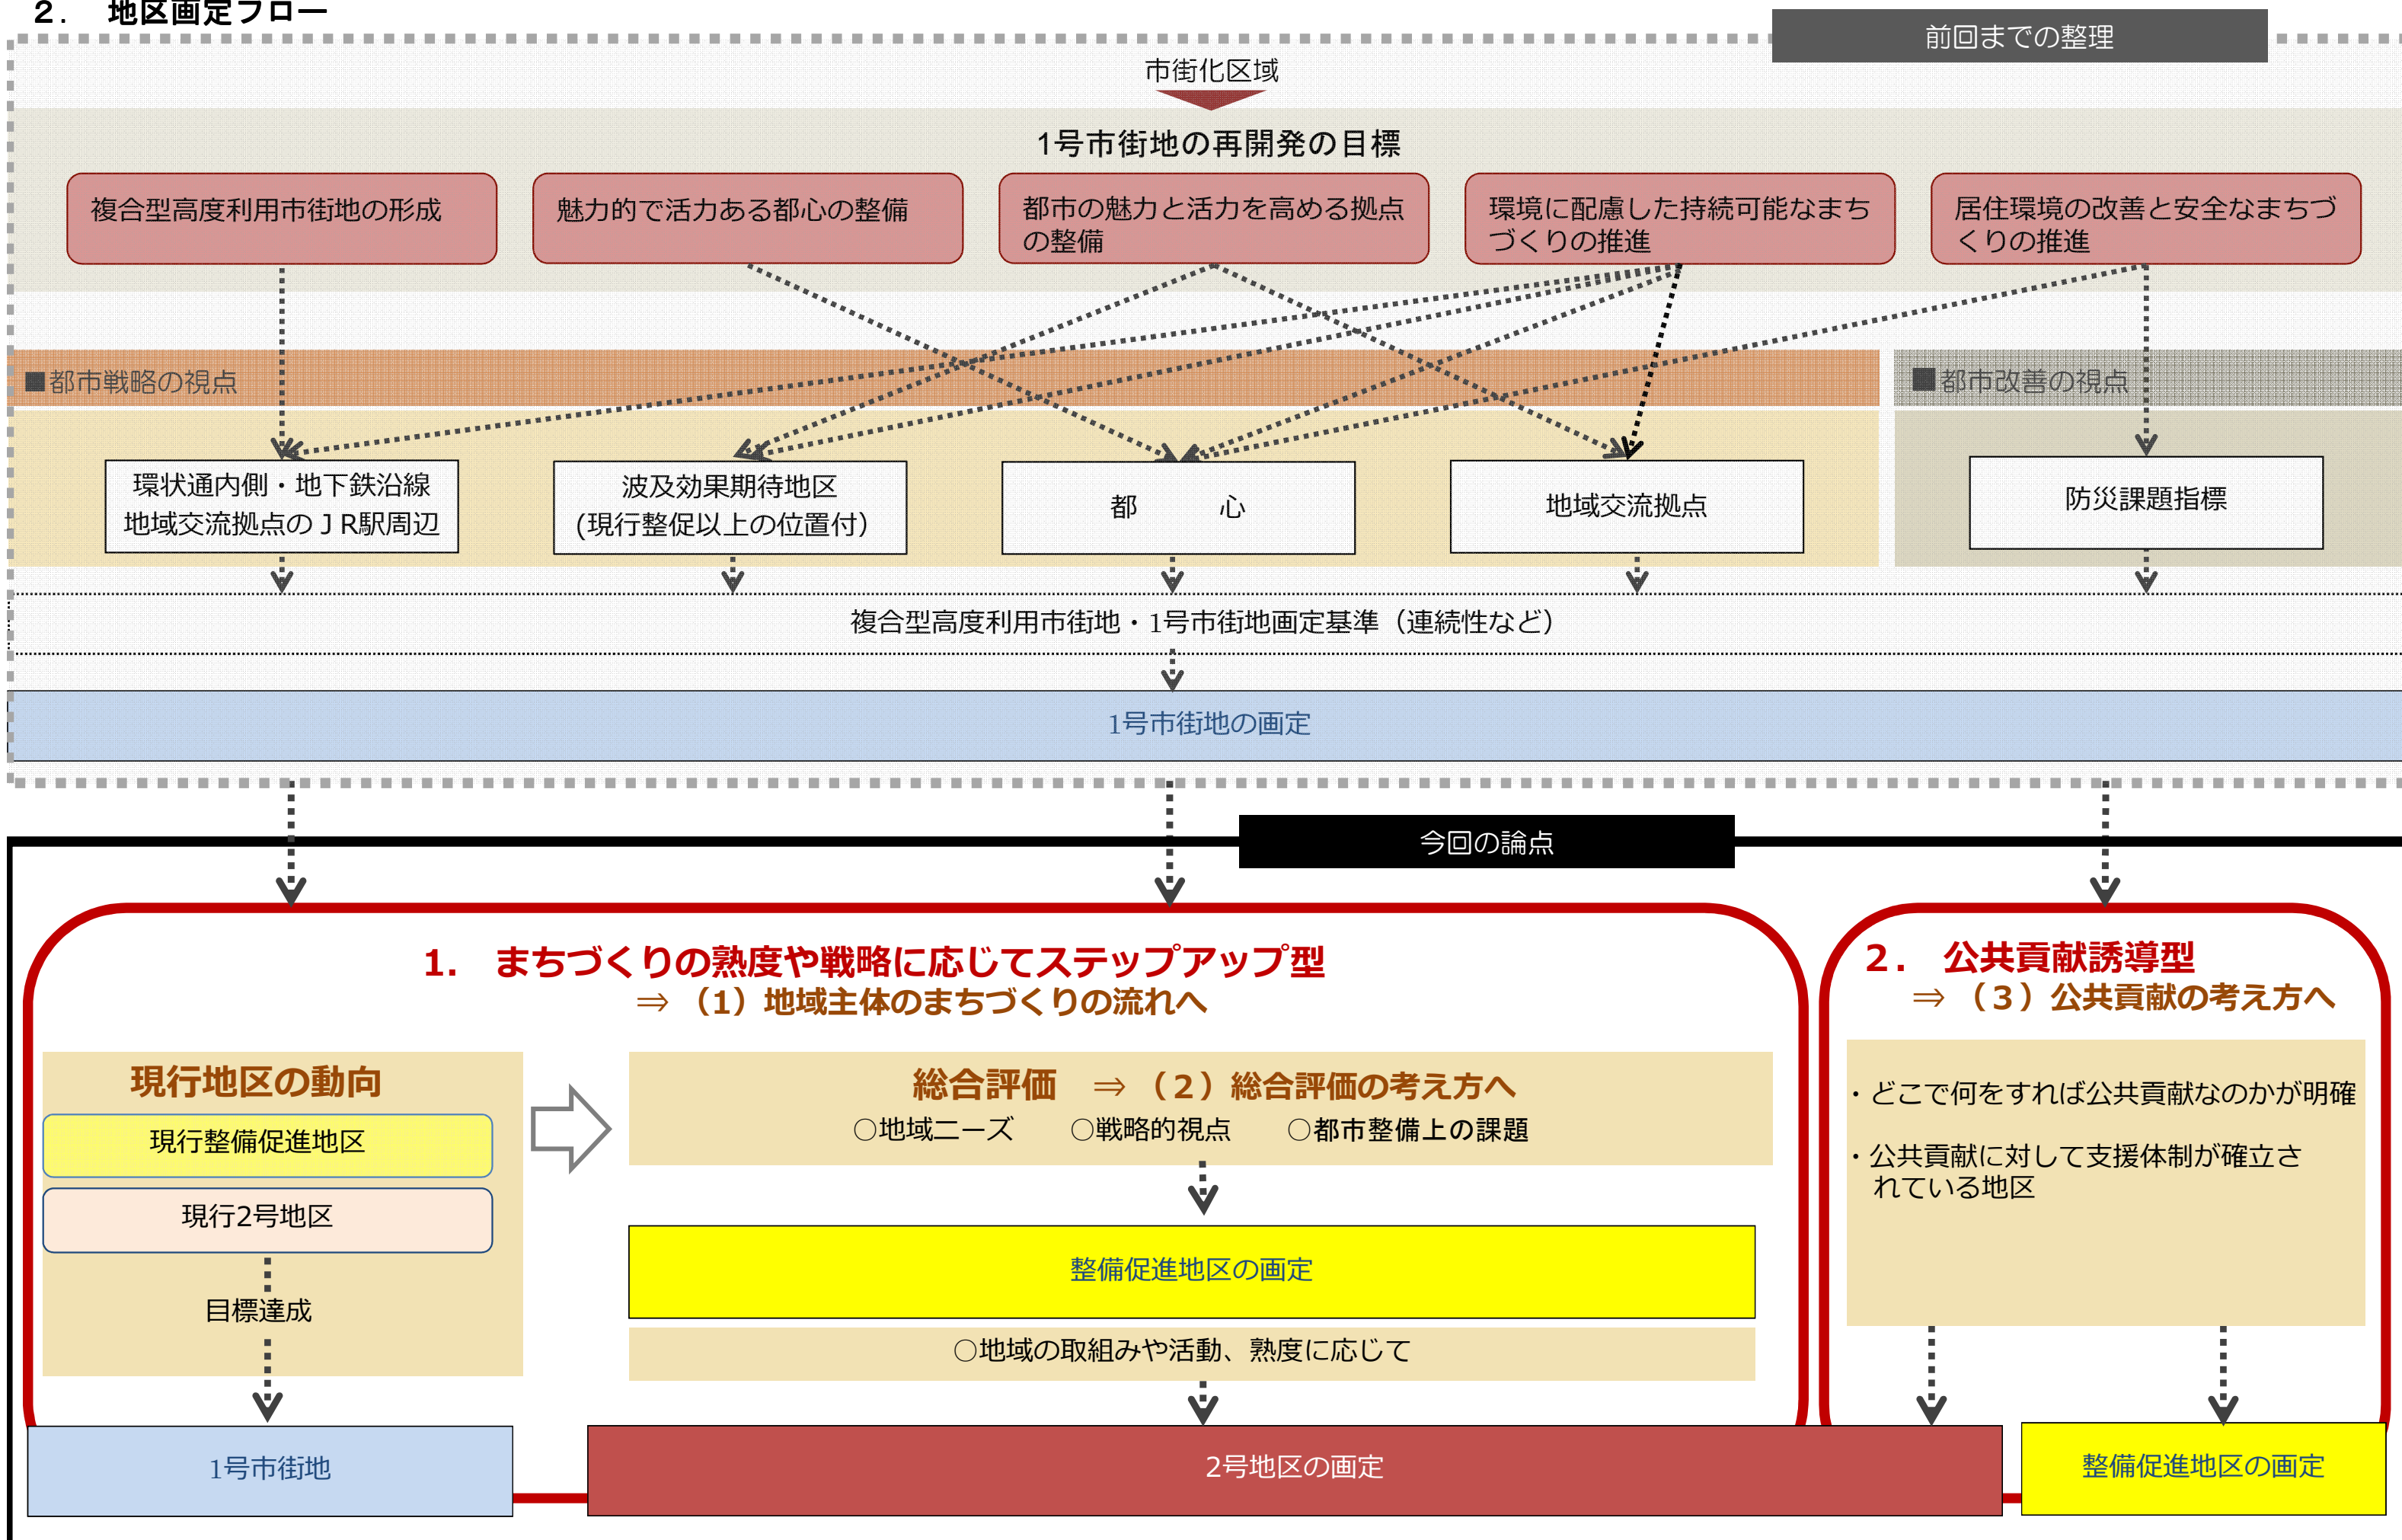 ２．　地区画定フロー
前回までの整理
市街化区域
1号市街地の再開発の目標
複合型高度利用市街地の形成
魅力的で活力ある都心の整備
都市の魅力と活力を高める拠点
の整備
環境に配慮した持続可能なまち
づくりの推進
居住環境の改善と安全なまちづ
くりの推進
■都市戦略の視点
■都市改善の視点
環状通内側・地下鉄沿線
地域交流拠点のＪＲ駅周辺
波及効果期待地区
(現行整促以上の位置付）
都　　　心
地域交流拠点
防災課題指標
複合型高度利用市街地・1号市街地画定基準（連続性など）
1号市街地の画定
今回の論点
1.　まちづくりの熟度や戦略に応じてステップアップ型
⇒（1）地域主体のまちづくりの流れへ
２.　公共貢献誘導型
⇒（３）公共貢献の考え方へ
現行地区の動向
現行整備促進地区
現行2号地区
目標達成
1号市街地
総合評価　⇒（２）総合評価の考え方へ
○地域ニーズ　○戦略的視点　○都市整備上の課題
整備促進地区の画定
○地域の取組みや活動、熟度に応じて
2号地区の画定
・どこで何をすれば公共貢献なのかが明確
・公共貢献に対して支援体制が確立さ
れている地区
整備促進地区の画定